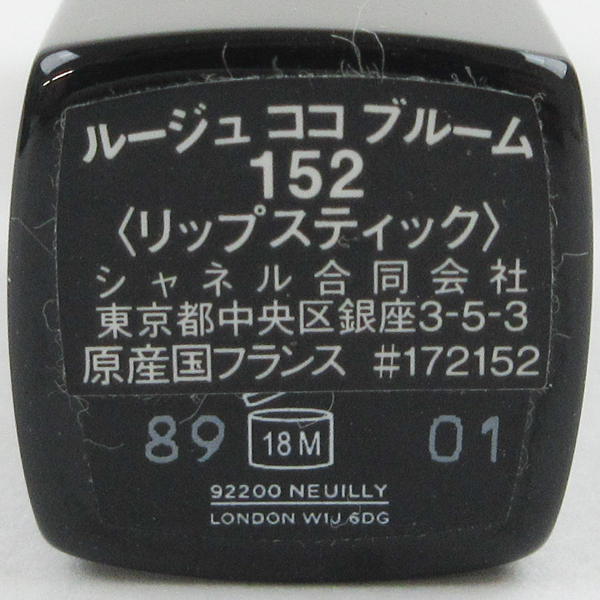 ルージュ ココ ブルーム
152
〈リップスティック〉
シャネル合同会社
東京都中央区銀座3-5-3
原産国フランス #172152
89 18M 01
92200 NEUILLY
LONDON W1J 6DG